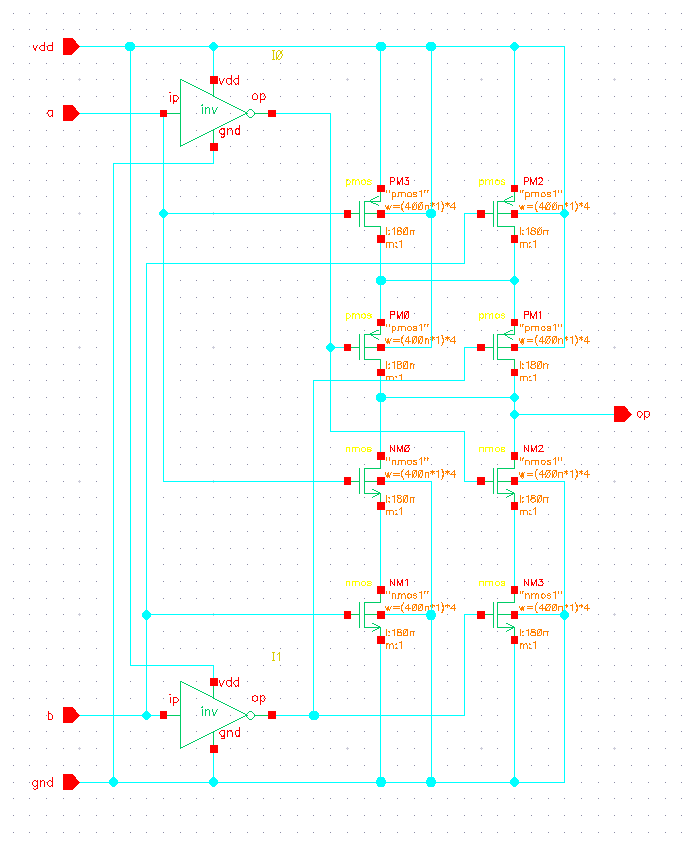 vdd
I0
vdd
ip
op
a
inv
gnd
pmos
PM3
"pmos1"
w=(400n*1)*4
l:180n
m:1
pmos
PM2
"pmos1"
w=(400n*1)*4
l:180n
m:1
pmos
PM0
"pmos1"
w=(400n*1)*4
l:180n
m:1
pmos
PM1
"pmos1"
w=(400n*1)*4
l:180n
m:1
op
nmos
NM0
"nmos1"
w=(400n*1)*4
l:180n
m:1
nmos
NM2
"nmos1"
w=(400n*1)*4
l:180n
m:1
nmos
NM1
"nmos1"
w=(400n*1)*4
l:180n
m:1
nmos
NM3
"nmos1"
w=(400n*1)*4
l:180n
m:1
I1
vdd
ip
op
b
inv
gnd
gnd